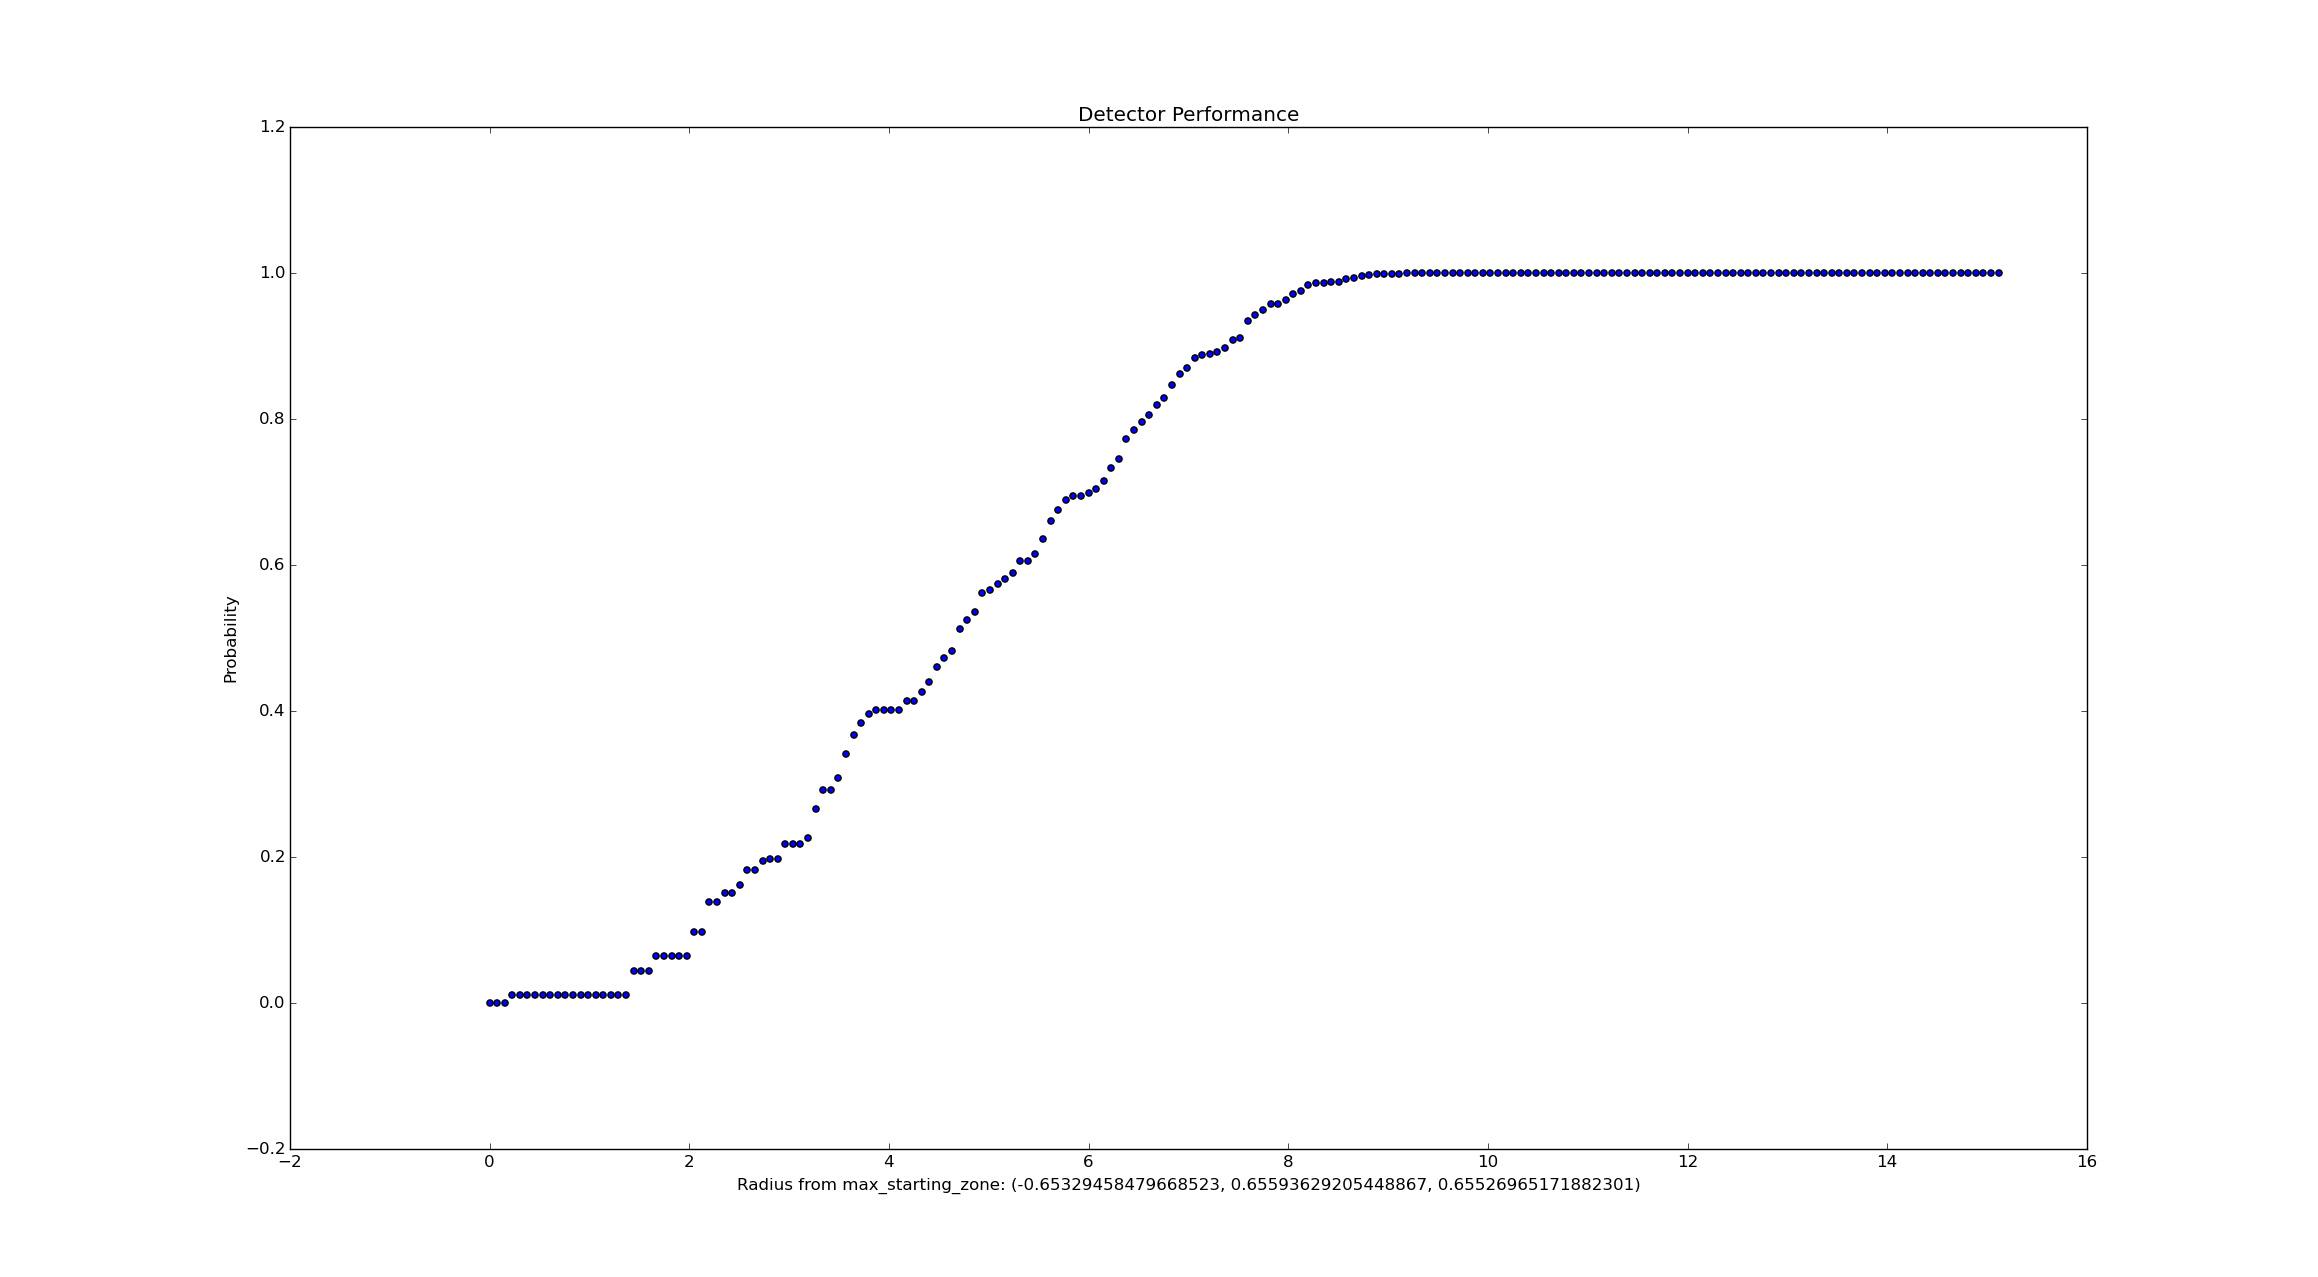 Detector Performance
1.2
1.0
0.8
0.6
0.4
0.2
0.0
−0.2
Probability
−2 0 2 4 6 8 10 12 14 16
Radius from max_starting_zone: (-0.65329458479668523, 0.65593629205448867, 0.65526965171882301)